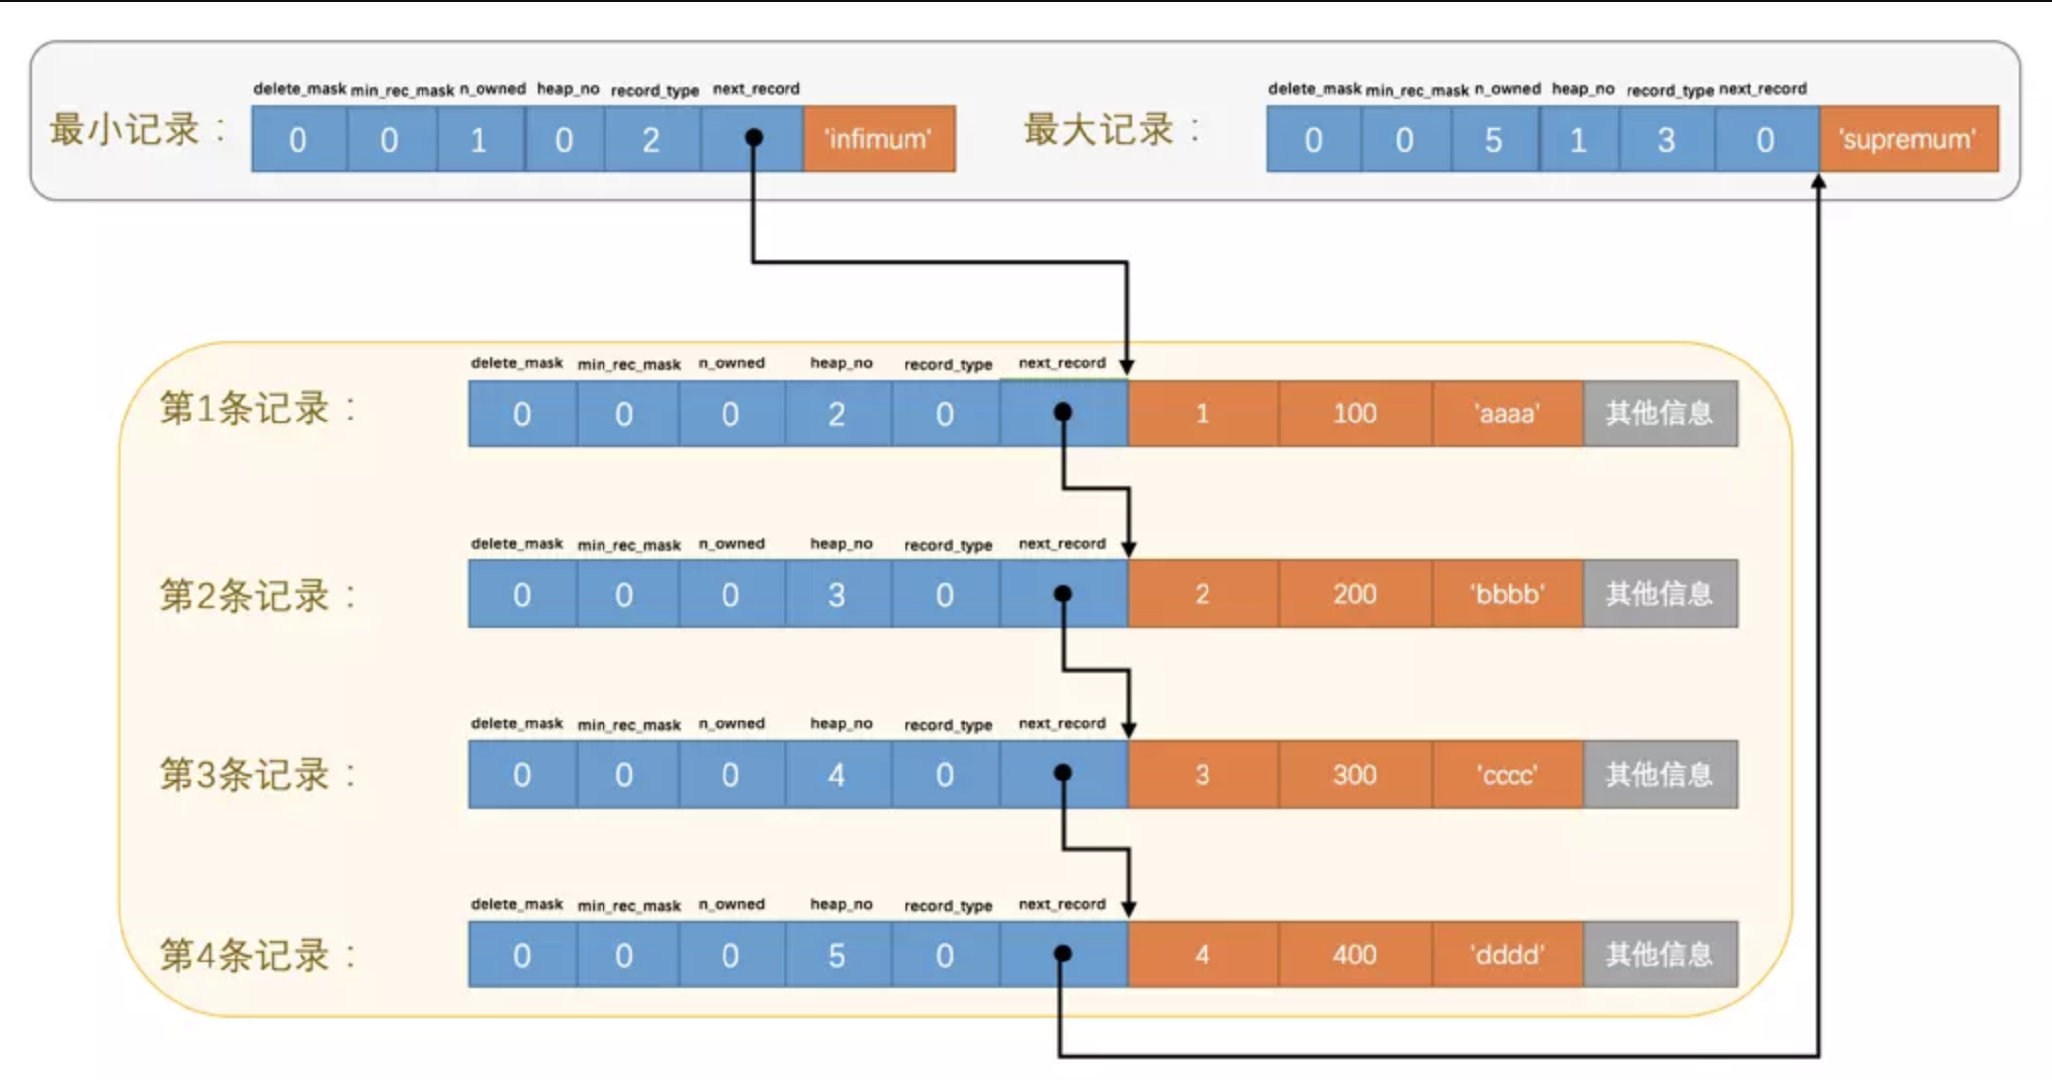 delete_mask min_rec_mask n_owned heap_no record_type next_record
最小记录： 0 0 1 0 2 'infimum'
delete_mask min_rec_mask n_owned heap_no record_type next_record
最大记录： 0 0 5 1 3 0 'supremum'
delete_mask min_rec_mask n_owned heap_no record_type next_record
第1条记录： 0 0 0 2 0 1 100 'aaaa' 其他信息
delete_mask min_rec_mask n_owned heap_no record_type next_record
第2条记录： 0 0 0 3 0 2 200 'bbbb' 其他信息
delete_mask min_rec_mask n_owned heap_no record_type next_record
第3条记录： 0 0 0 4 0 3 300 'cccc' 其他信息
delete_mask min_rec_mask n_owned heap_no record_type next_record
第4条记录： 0 0 0 5 0 4 400 'dddd' 其他信息